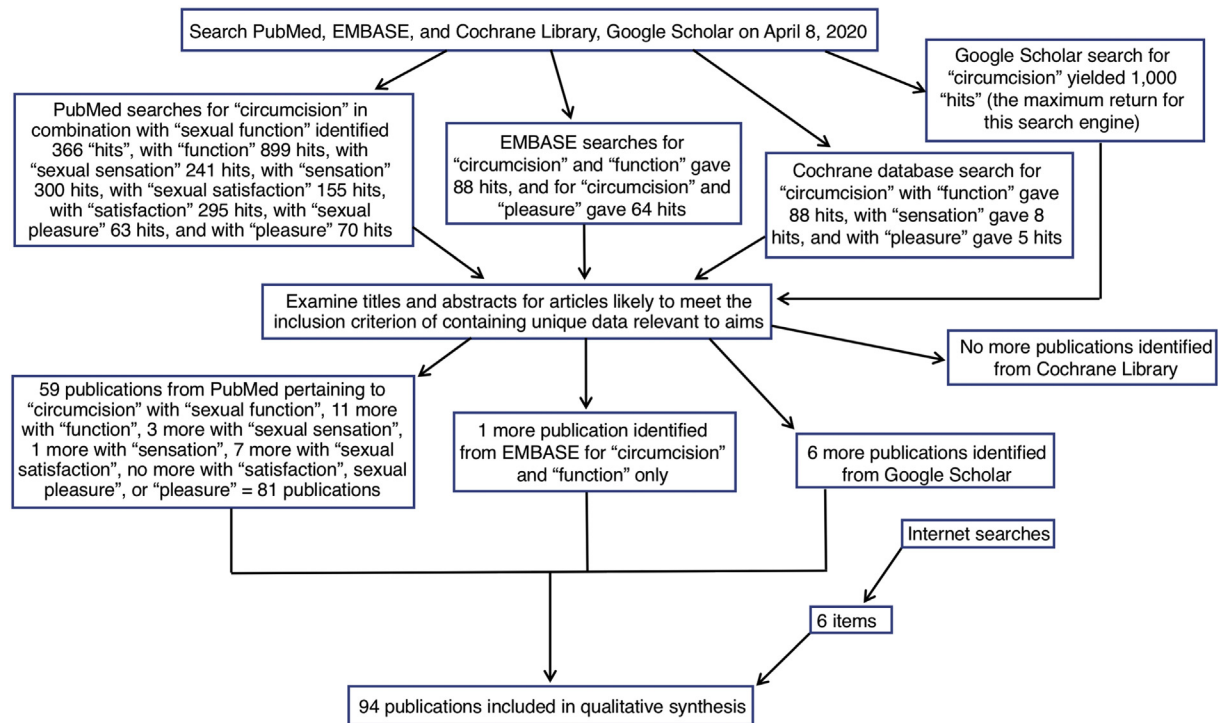 Search PubMed, EMBASE, and Cochrane Library, Google Scholar on April 8, 2020
Google Scholar search for
“circumcision” yielded 1,000
“hits” (the maximum return for
this search engine)
PubMed searches for “circumcision” in
combination with “sexual function” identified
366 “hits”, with “function” 899 hits, with
“sexual sensation” 241 hits, with “sensation”
300 hits, with “sexual satisfaction” 155 hits,
with “satisfaction” 295 hits, with “sexual
pleasure” 63 hits, and with “pleasure” 70 hits
EMBASE searches for
“circumcision” and “function” gave
88 hits, and for “circumcision” and
“pleasure” gave 64 hits
Cochrane database search for
“circumcision” with “function” gave
88 hits, with “sensation” gave 8
hits, and with “pleasure” gave 5 hits
Examine titles and abstracts for articles likely to meet the
inclusion criterion of containing unique data relevant to aims
No more publications identified
from Cochrane Library
59 publications from PubMed pertaining to
“circumcision” with “sexual function”, 11 more
with “function”, 3 more with “sexual sensation”,
1 more with “sensation”, 7 more with “sexual
satisfaction”, no more with “satisfaction”, sexual
pleasure”, or “pleasure” = 81 publications
1 more publication identified
from EMBASE for “circumcision”
and “function” only
6 more publications identified
from Google Scholar
Internet searches
6 items
94 publications included in qualitative synthesis